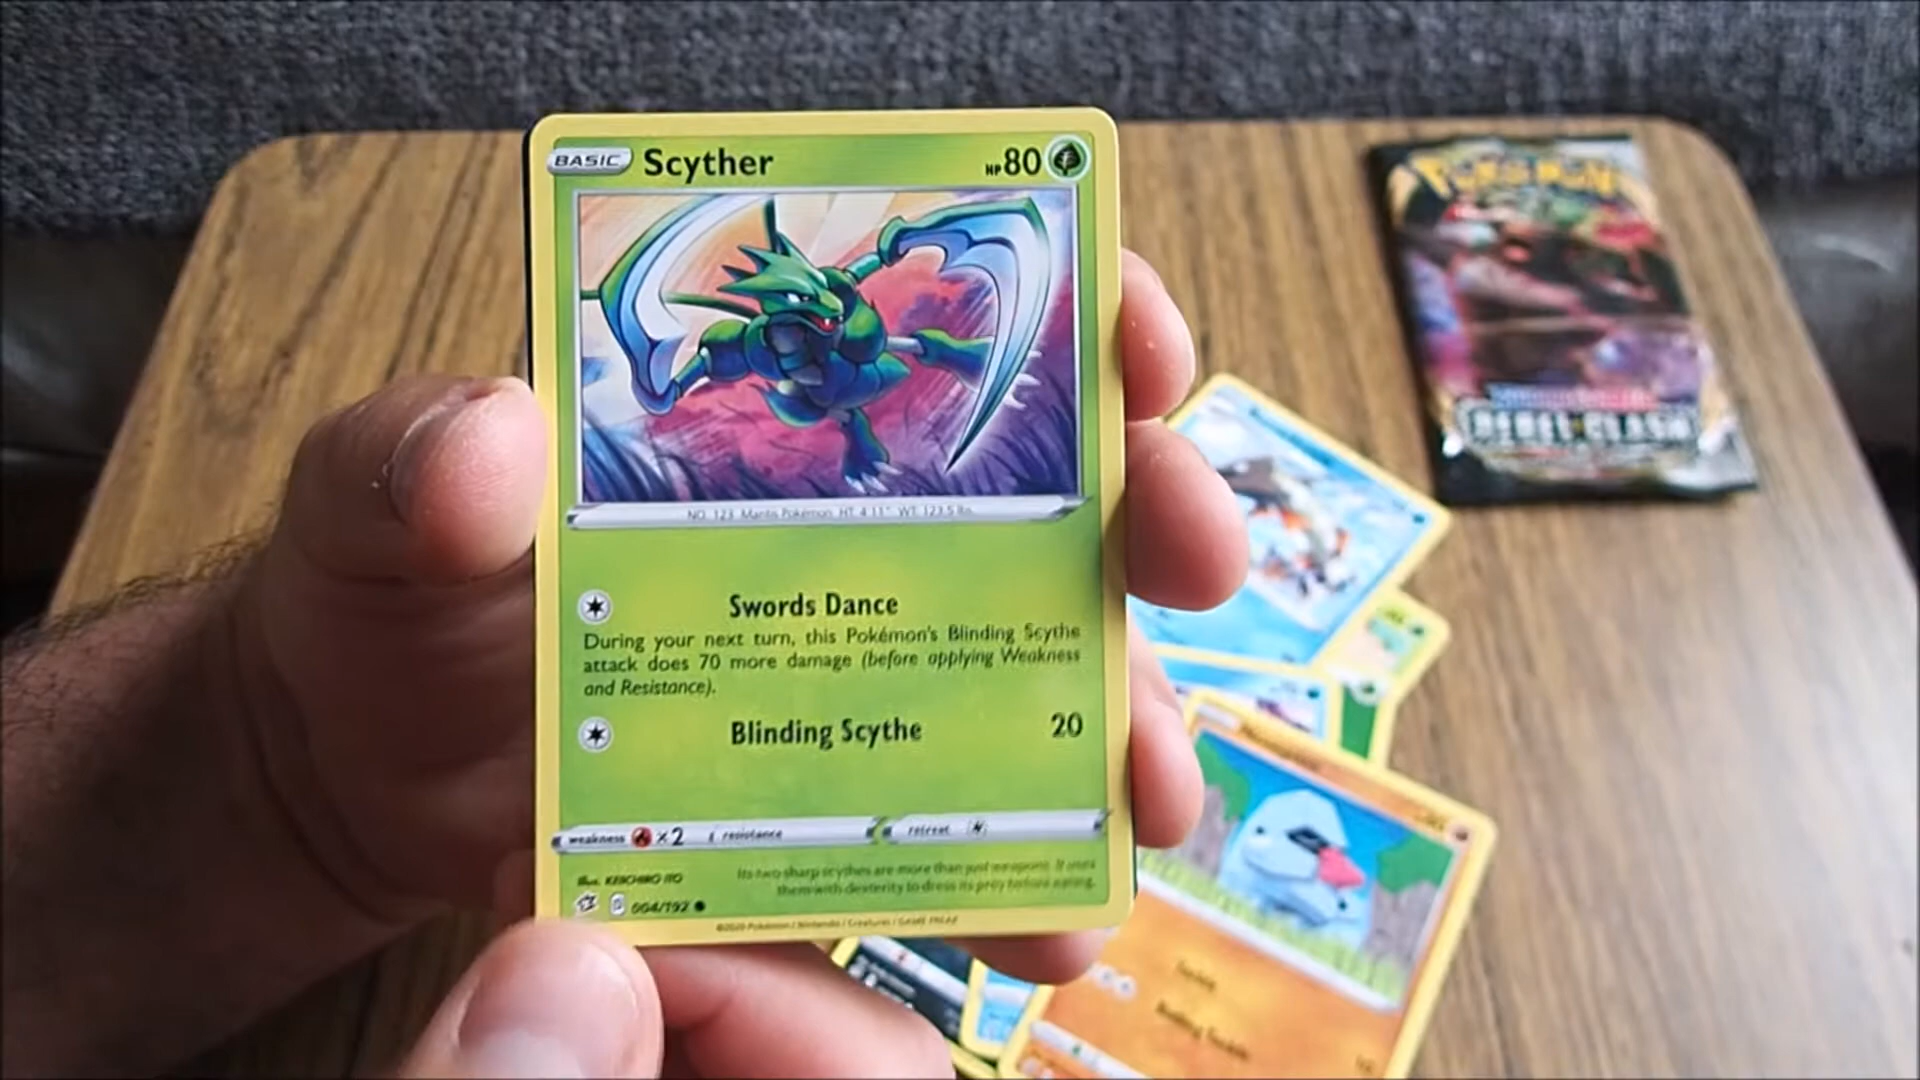 BASIC Scyther HP 80
NO. 123 Mantis Pokémon HT 4'11" WT 123.5 lbs.
Swords Dance
During your next turn, this Pokémon's Blinding Scythe
attack does 70 more damage (before applying Weakness
and Resistance).
Blinding Scythe 20
weakness ×2 resistance retreat
Illus. KEIICHIRO ITO
Its two sharp scythes are more than just weapons. It uses
them with dexterity to dress its prey before eating.
D 004/192
©2020 Pokémon / Nintendo / Creatures / GAME FREAK
POKéMON
REBEL CLASH